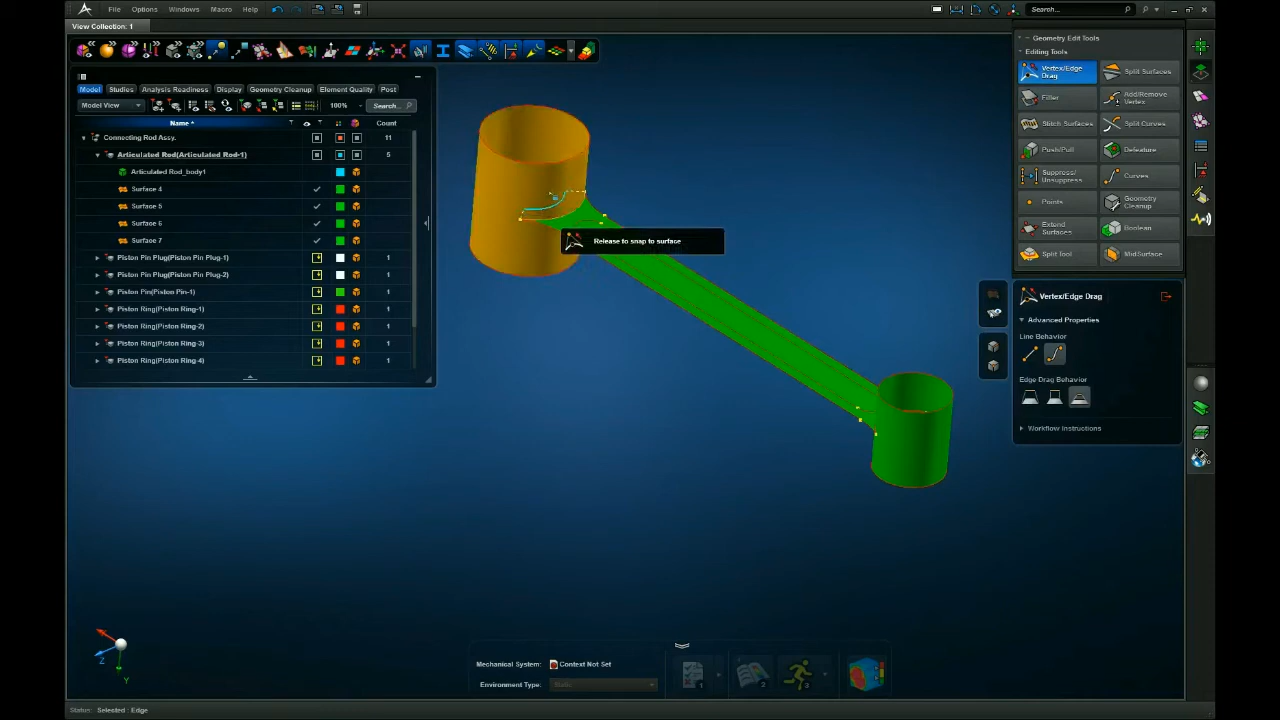 File Options Windows Macro Help Search...
View Collection: 1
Model Studies Analysis Readiness Display Geometry Cleanup Element Quality Post
Model View 100% Search...
Name Count
Connecting Rod Assy. 11
Articulated Rod(Articulated Rod-1) 5
Articulated Rod_body1
Surface 4
Surface 5
Surface 6
Surface 7
Piston Pin Plug(Piston Pin Plug-1) 1
Piston Pin Plug(Piston Pin Plug-2) 1
Piston Pin(Piston Pin-1) 1
Piston Ring(Piston Ring-1) 1
Piston Ring(Piston Ring-2) 1
Piston Ring(Piston Ring-3) 1
Piston Ring(Piston Ring-4) 1
Release to snap to surface
Geometry Edit Tools
Editing Tools
Vertex/Edge
Drag
Split Surfaces
Filler
Add/Remove
Vertex
Stitch Surfaces
Split Curves
Push/Pull
Defeature
Suppress/
Unsuppress
Curves
Points
Geometry
Cleanup
Extend
Surfaces
Boolean
Split Tool
MidSurface
Vertex/Edge Drag
Advanced Properties
Line Behavior
Edge Drag Behavior
Workflow Instructions
Z
Y
Mechanical System: Context Not Set
Environment Type: Static
1
2
3
Status: Selected: Edge